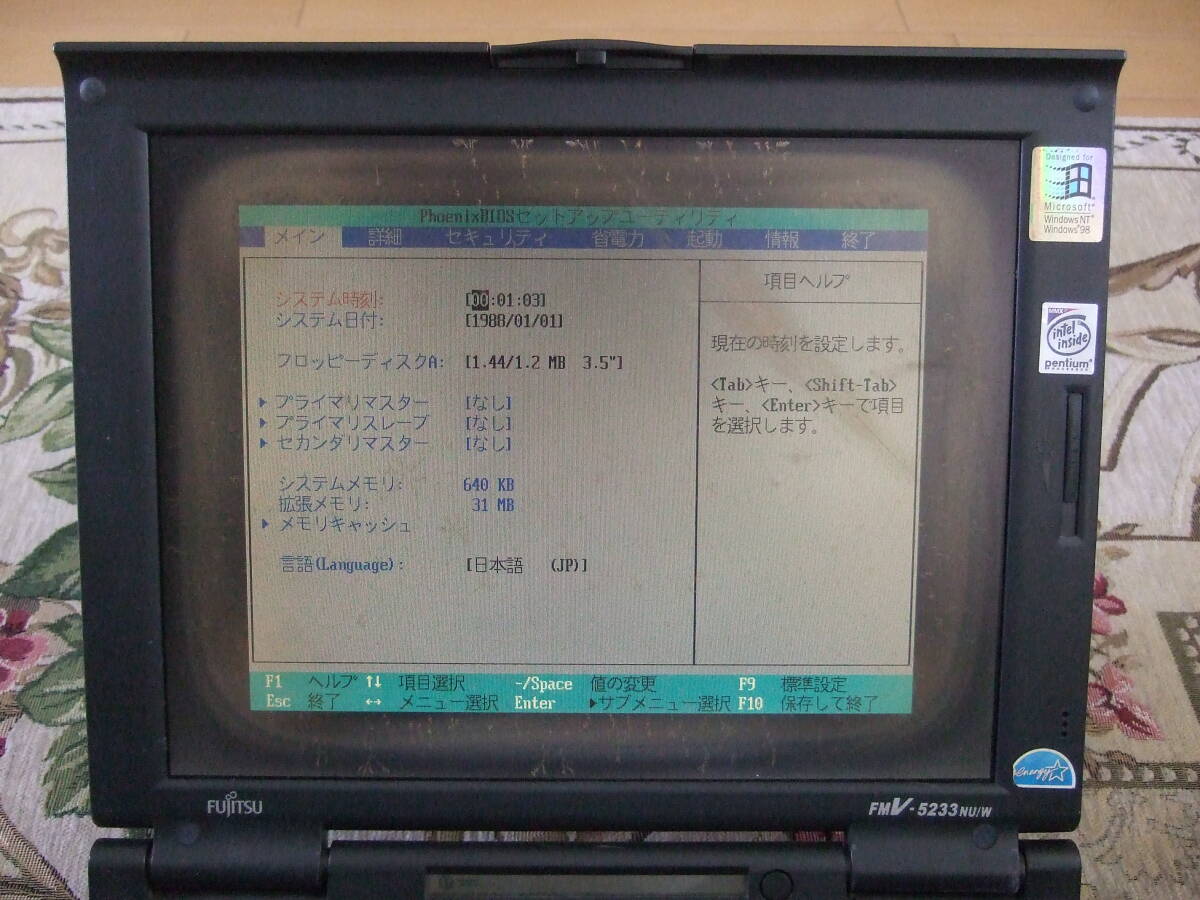 PhoenixBIOSセットアップユーティリティ
メイン 詳細 セキュリティ 省電力 起動 情報 終了
項目ヘルプ
システム時刻: [00:01:03]
システム日付: [1988/01/01]
フロッピーディスクA: [1.44/1.2 MB 3.5"]
プライマリマスター [なし]
プライマリスレーブ [なし]
セカンダリマスター [なし]
システムメモリ: 640 KB
拡張メモリ: 31 MB
メモリキャッシュ
言語(Language): [日本語 (JP)]
現在の時刻を設定します。
<Tab>キー、<Shift-Tab>
キー、<Enter>キーで項目
を選択します。
F1 ヘルプ ↑↓ 項目選択 -/Space 値の変更 F9 標準設定
Esc 終了 ←→ メニュー選択 Enter ▶サブメニュー選択 F10 保存して終了
Designed for
Microsoft®
Windows NT®
Windows®98
MMX
intel
inside
pentium®
energy
FUJITSU
FMV-5233NU/W